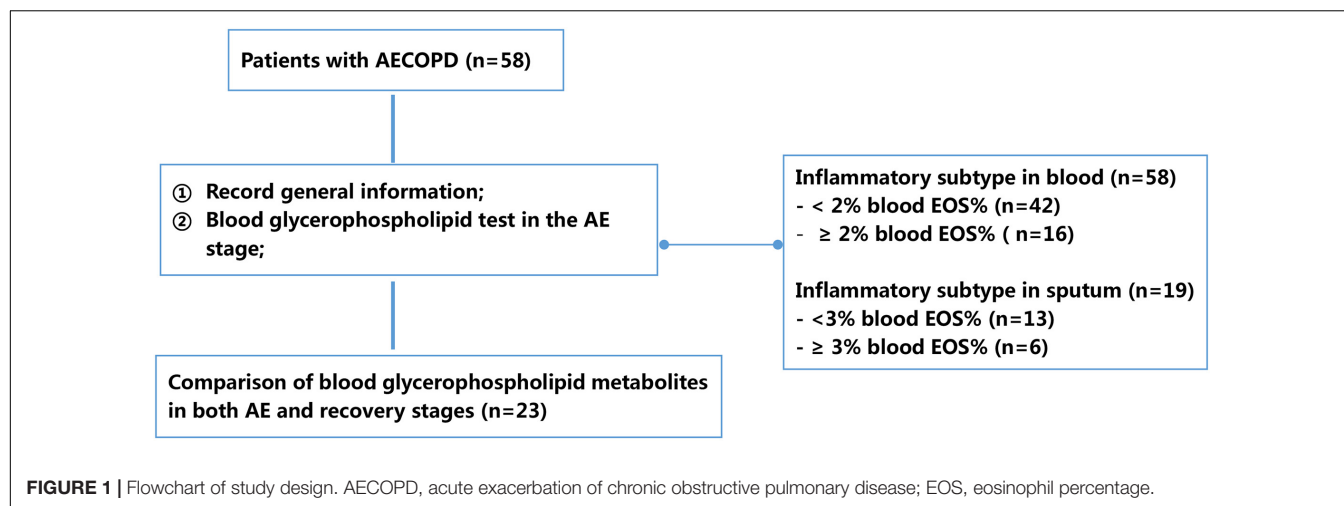 Patients with AECOPD (n=58)
① Record general information;
② Blood glycerophospholipid test in the AE
stage;
Inflammatory subtype in blood (n=58)
- < 2% blood EOS% (n=42)
- ≥ 2% blood EOS% ( n=16)
Inflammatory subtype in sputum (n=19)
- <3% blood EOS% (n=13)
- ≥ 3% blood EOS% (n=6)
Comparison of blood glycerophospholipid metabolites
in both AE and recovery stages (n=23)
FIGURE 1 | Flowchart of study design. AECOPD, acute exacerbation of chronic obstructive pulmonary disease; EOS, eosinophil percentage.